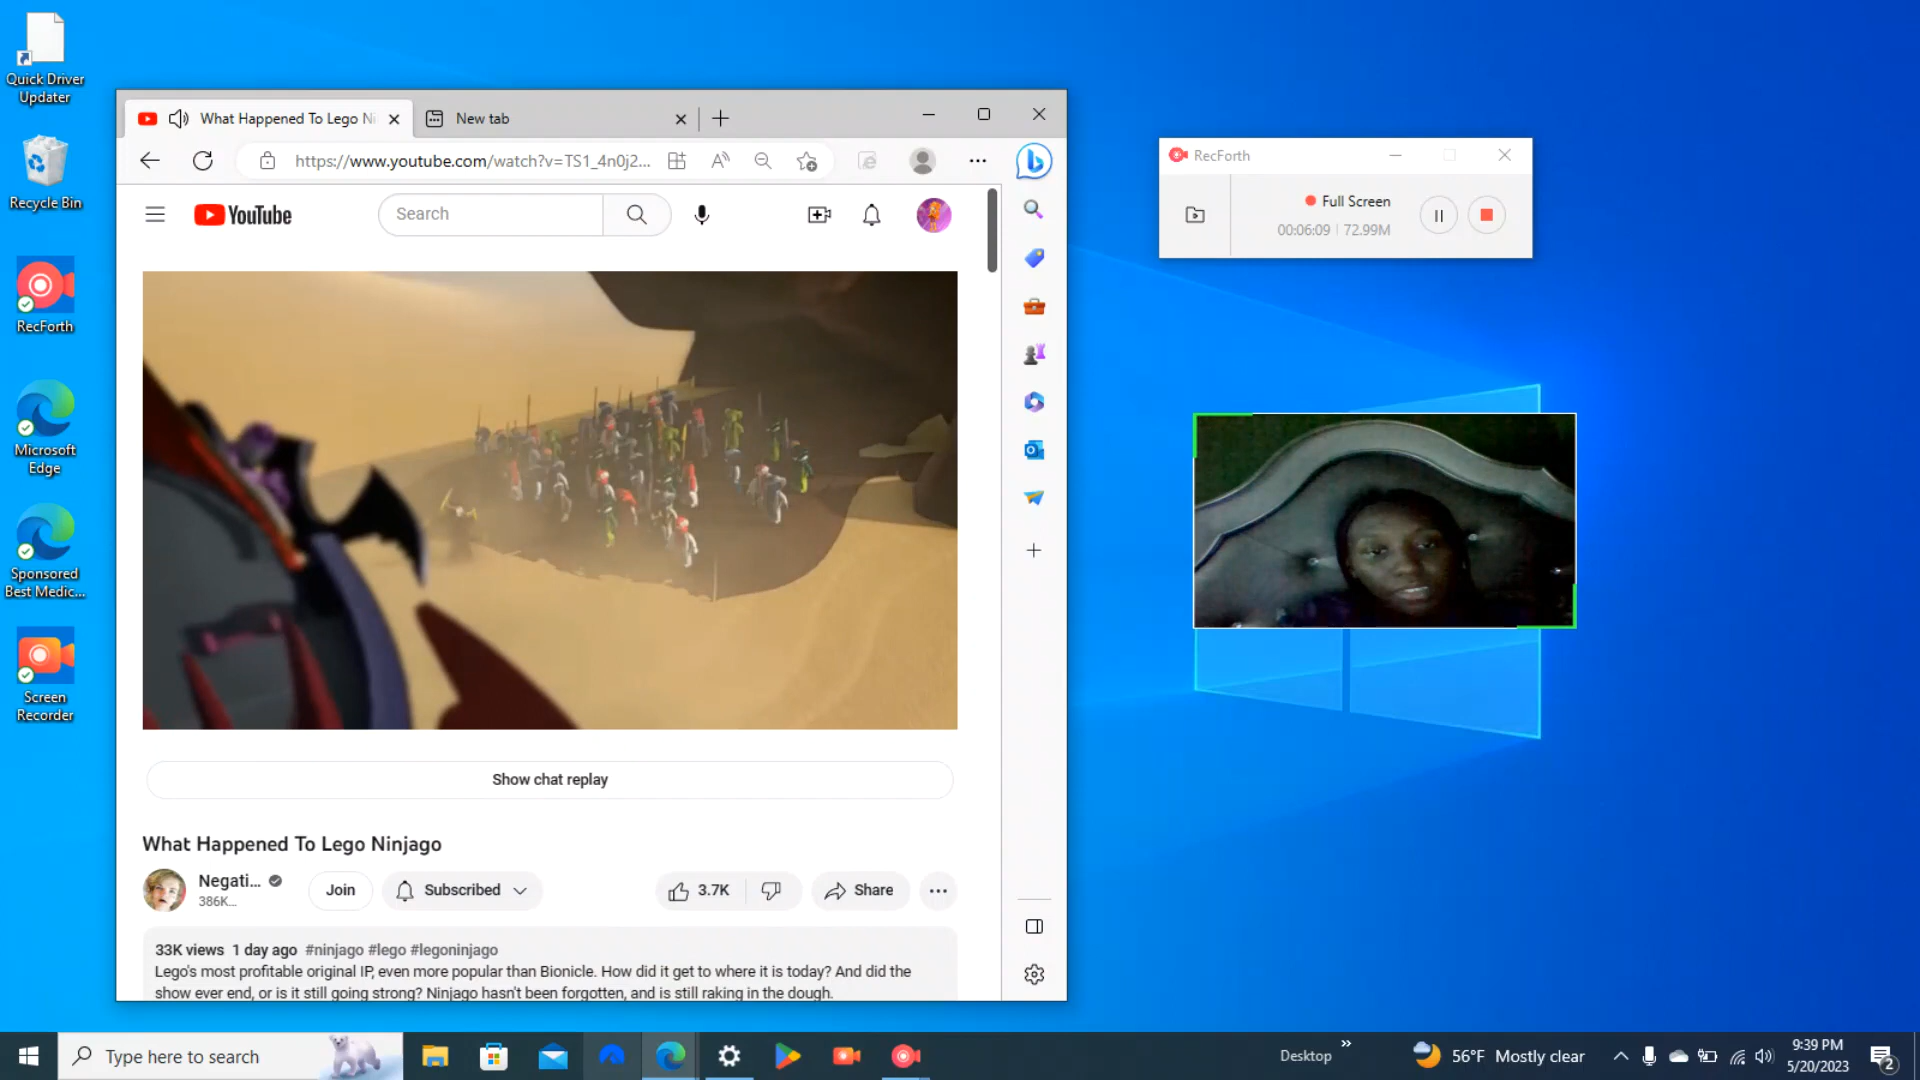 Quick Driver
Updater
Recycle Bin
RecForth
Microsoft
Edge
Sponsored
Best Medic...
Screen
Recorder
What Happened To Lego Ni
New tab
https://www.youtube.com/watch?v=TS1_4n0j2...
YouTube
Search
Show chat replay
What Happened To Lego Ninjago
Negati...
386K...
Join
Subscribed
3.7K
Share
33K views 1 day ago #ninjago #lego #legoninjago
Lego's most profitable original IP, even more popular than Bionicle. How did it get to where it is today? And did the
show ever end, or is it still going strong? Ninjago hasn't been forgotten, and is still raking in the dough.
RecForth
Full Screen
00:06:09 | 72.99M
Type here to search
Desktop
56°F Mostly clear
9:39 PM
5/20/2023
2